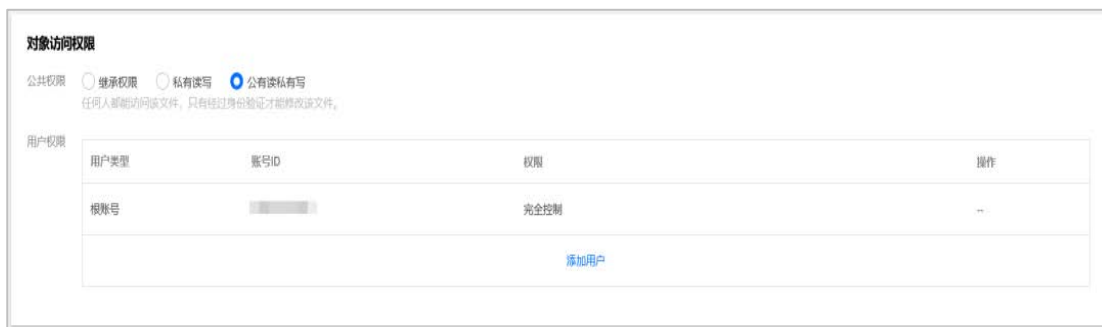 对象访问权限
公共权限 继承权限 私有读写 公有读私有写
任何人都能访问该文件，只有经过身份验证才能修改该文件。
用户权限
用户类型 账号ID 权限 操作
根账号 完全控制 --
添加用户